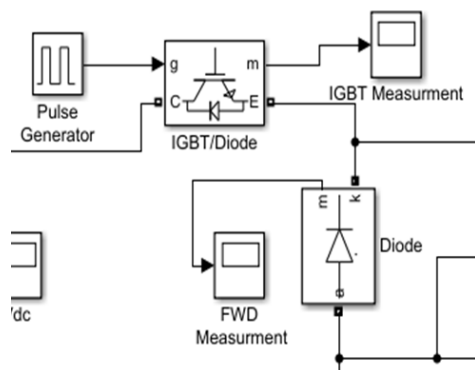 g
m
C
E
Pulse
Generator
IGBT/Diode
IGBT Measurment
m
k
a
Diode
FWD
Measurment